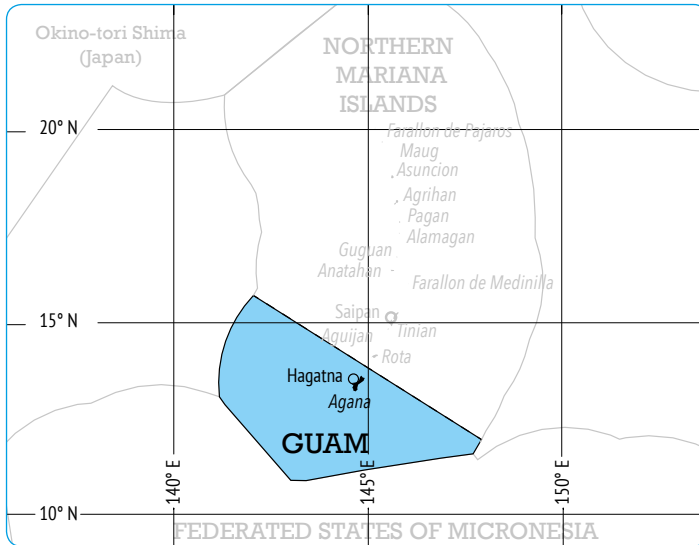 Okino-tori Shima
(Japan)
NORTHERN
MARIANA
ISLANDS
20° N
Farallon de Pajaros
Maug
Asuncion
Agrihan
Pagan
Alamagan
Guguan
Anatahan
Farallon de Medinilla
Saipan
15° N
Tinian
Aguijan
Rota
Hagatna
Agana
GUAM
140° E
145° E
150° E
10° N
FEDERATED STATES OF MICRONESIA